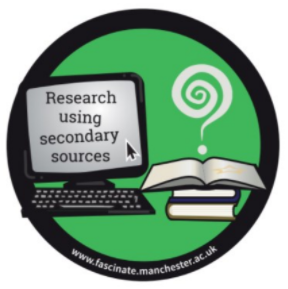 Research
using
secondary
sources
www.fascinate.manchester.ac.uk